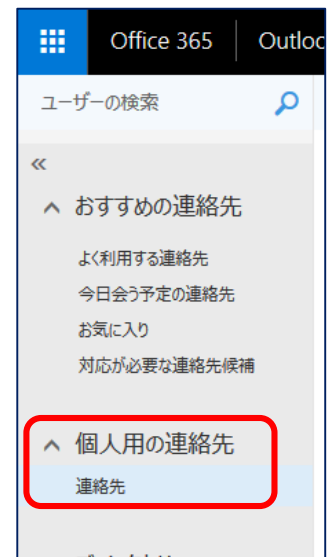 Office 365 Outloo
ユーザーの検索
おすすめの連絡先
よく利用する連絡先
今日会う予定の連絡先
お気に入り
対応が必要な連絡先候補
個人用の連絡先
連絡先